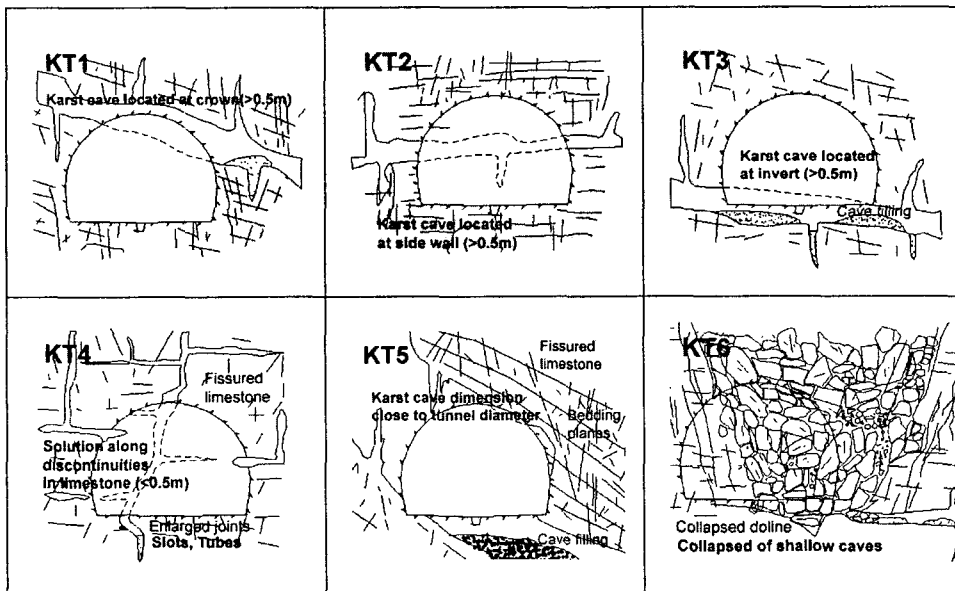 KT1
Karst cave located at crown(>0.5m)
KT2
Karst cave located
at side wall (>0.5m)
KT3
Karst cave located
at invert (>0.5m)
Cave filling
KT4
Fissured
limestone
Solution along
discontinuities
in limestone (<0.5m)
Enlarged joints
Slots, Tubes
KT5
Fissured
limestone
Karst cave dimension
close to tunnel diameter
Bedding
planes
Cave filling
KT6
Collapsed doline
Collapsed of shallow caves